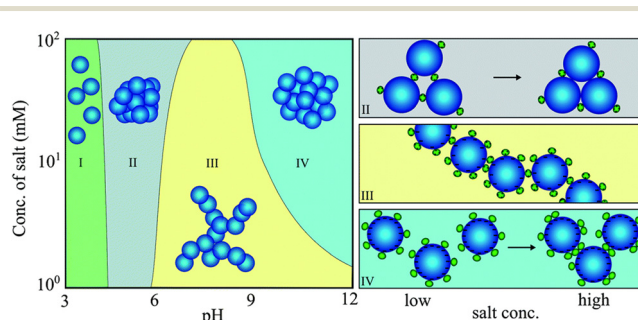 Conc. of salt (mM)
10²
10¹
10⁰
I
II
III
IV
3
6
9
12
pH
II
III
IV
low
high
salt conc.